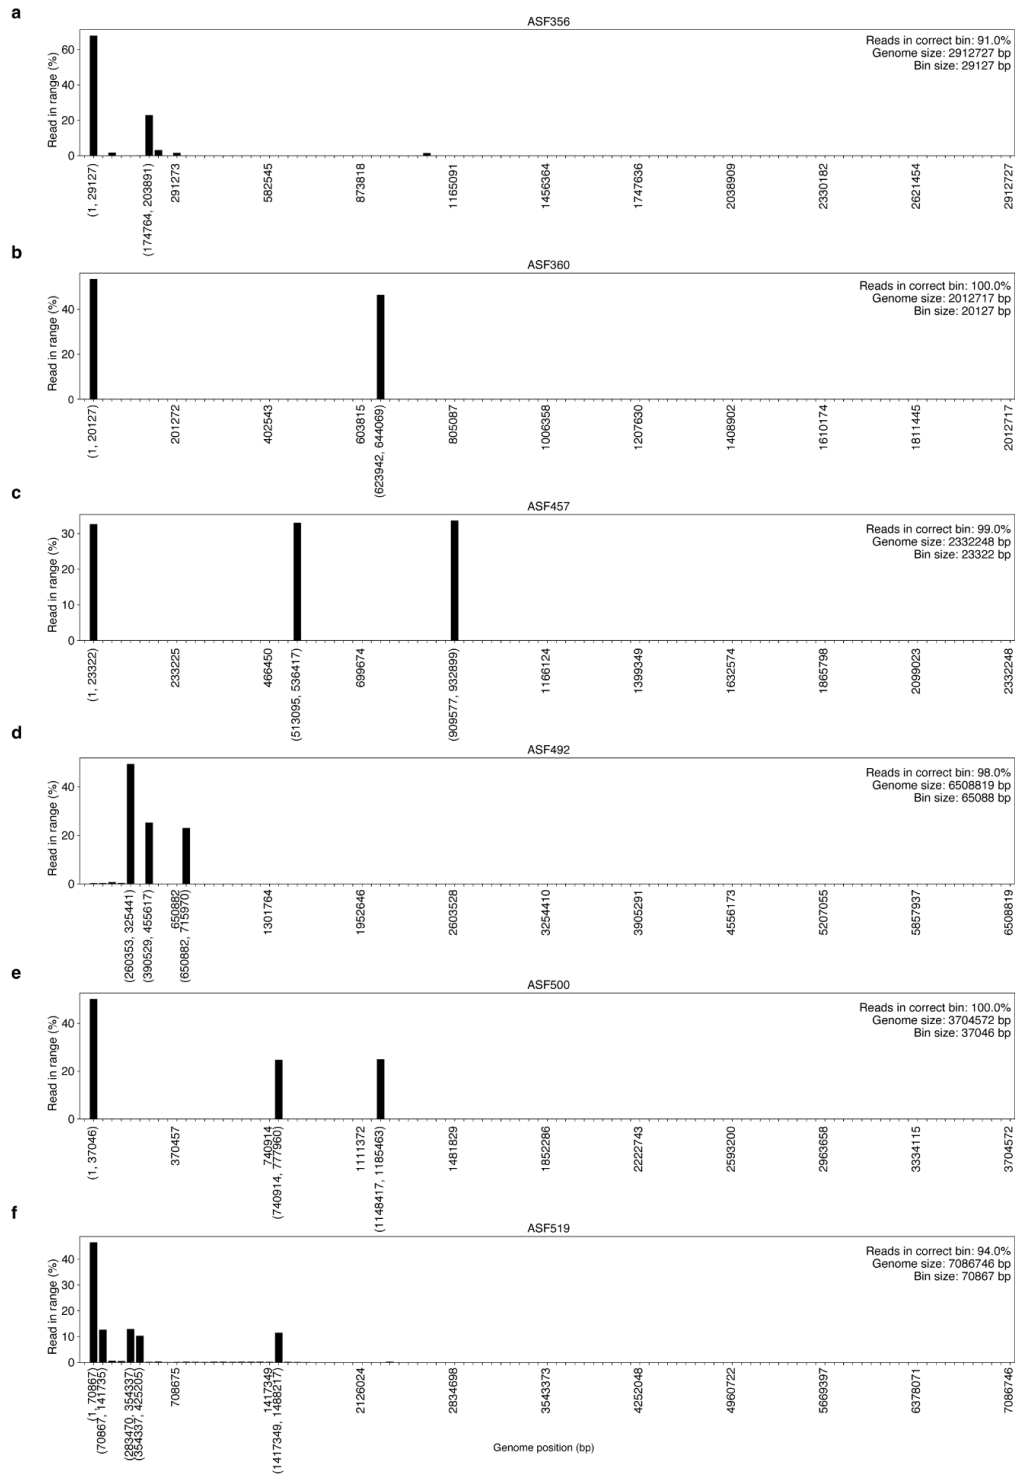 a
ASF356
Read in range (%)
60
40
20
0
Reads in correct bin: 91.0%
Genome size: 2912727 bp
Bin size: 29127 bp
(1, 29127)
(174764, 203891)
291273
582545
873818
1165091
1456364
1747636
2038909
2330182
2621454
2912727
b
ASF360
Read in range (%)
40
20
0
Reads in correct bin: 100.0%
Genome size: 2012717 bp
Bin size: 20127 bp
(1, 20127)
201272
402543
603815
(623942, 644069)
805087
1006358
1207630
1408902
1610174
1811445
2012717
c
ASF457
Read in range (%)
30
20
10
0
Reads in correct bin: 99.0%
Genome size: 2332248 bp
Bin size: 23322 bp
(1, 23322)
233225
466450
(513095, 536417)
699674
(909577, 932899)
1166124
1399349
1632574
1865798
2099023
2332248
d
ASF492
Read in range (%)
40
20
0
Reads in correct bin: 98.0%
Genome size: 6508819 bp
Bin size: 65088 bp
(260353, 325441)
(390529, 455617)
650882
(650882, 715970)
1301764
1952646
2603528
3254410
3905291
4556173
5207055
5857937
6508819
e
ASF500
Read in range (%)
40
20
0
Reads in correct bin: 100.0%
Genome size: 3704572 bp
Bin size: 37046 bp
(1, 37046)
370457
740914
(740914, 777960)
1111372
(1148417, 1185463)
1481829
1852286
2222743
2593200
2963658
3334115
3704572
f
ASF519
Read in range (%)
40
30
20
10
0
Reads in correct bin: 94.0%
Genome size: 7086746 bp
Bin size: 70867 bp
(1, 70867)
(70867, 141735)
(283470, 354337)
(354337, 425205)
708675
1417349
(1417349, 1488217)
2126024
2834698
3543373
4252048
4960722
5669397
6378071
7086746
Genome position (bp)